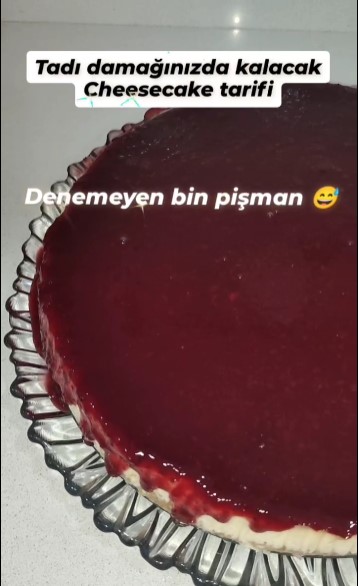 Tadı damağınızda kalacak
Cheesecake tarifi
Denemeyen bin pişman 😅